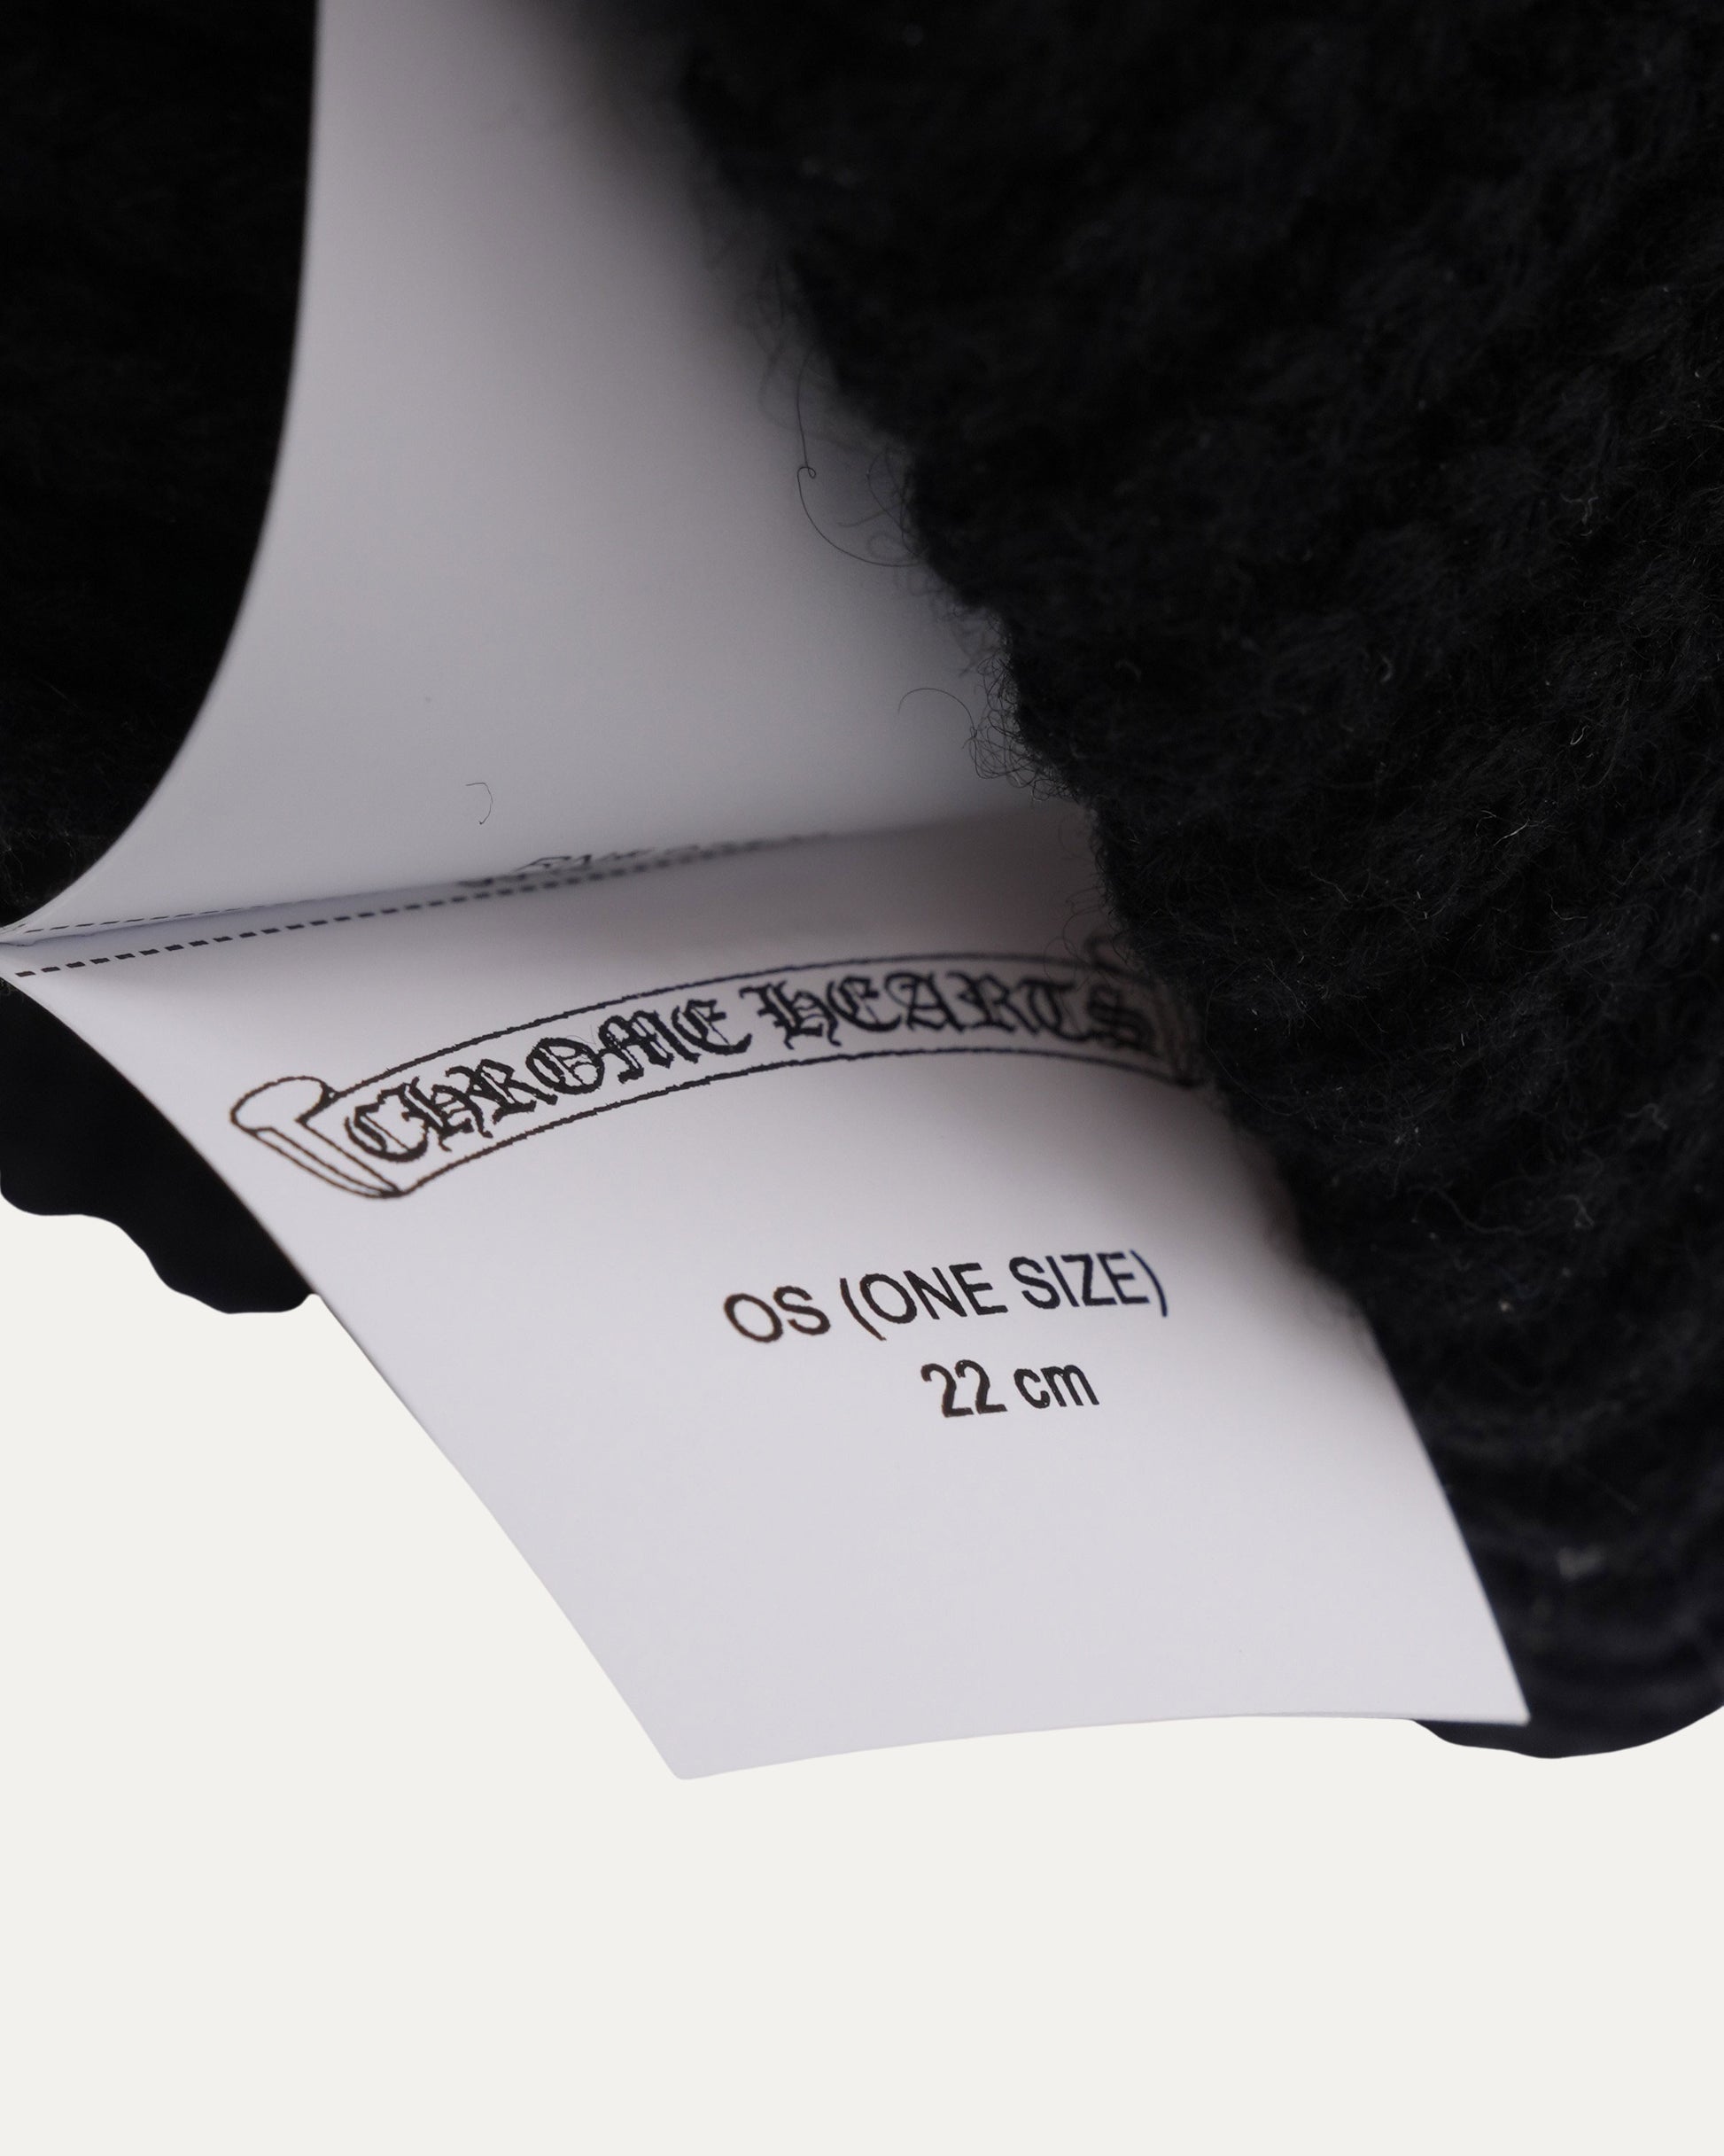 CHROME HEARTS
OS (ONE SIZE)
22 cm